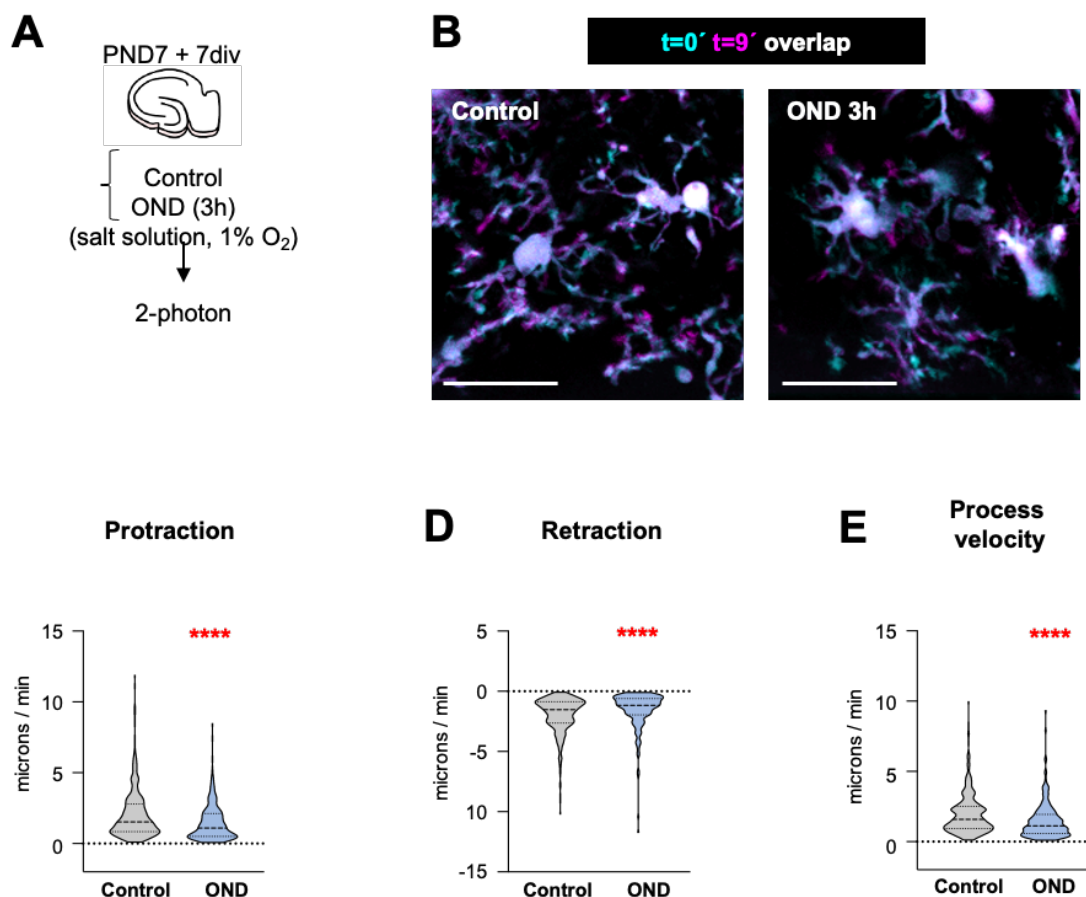 A
PND7 + 7div
Control
OND (3h)
(salt solution, 1% O₂)
2-photon
B
t=0´ t=9´ overlap
Control
OND 3h
Protraction
microns / min
15
10
5
0
Control
OND
****
D
Retraction
microns / min
5
0
-5
10
-15
Control
OND
****
E
Process
velocity
microns / min
15
10
5
0
Control
OND
****